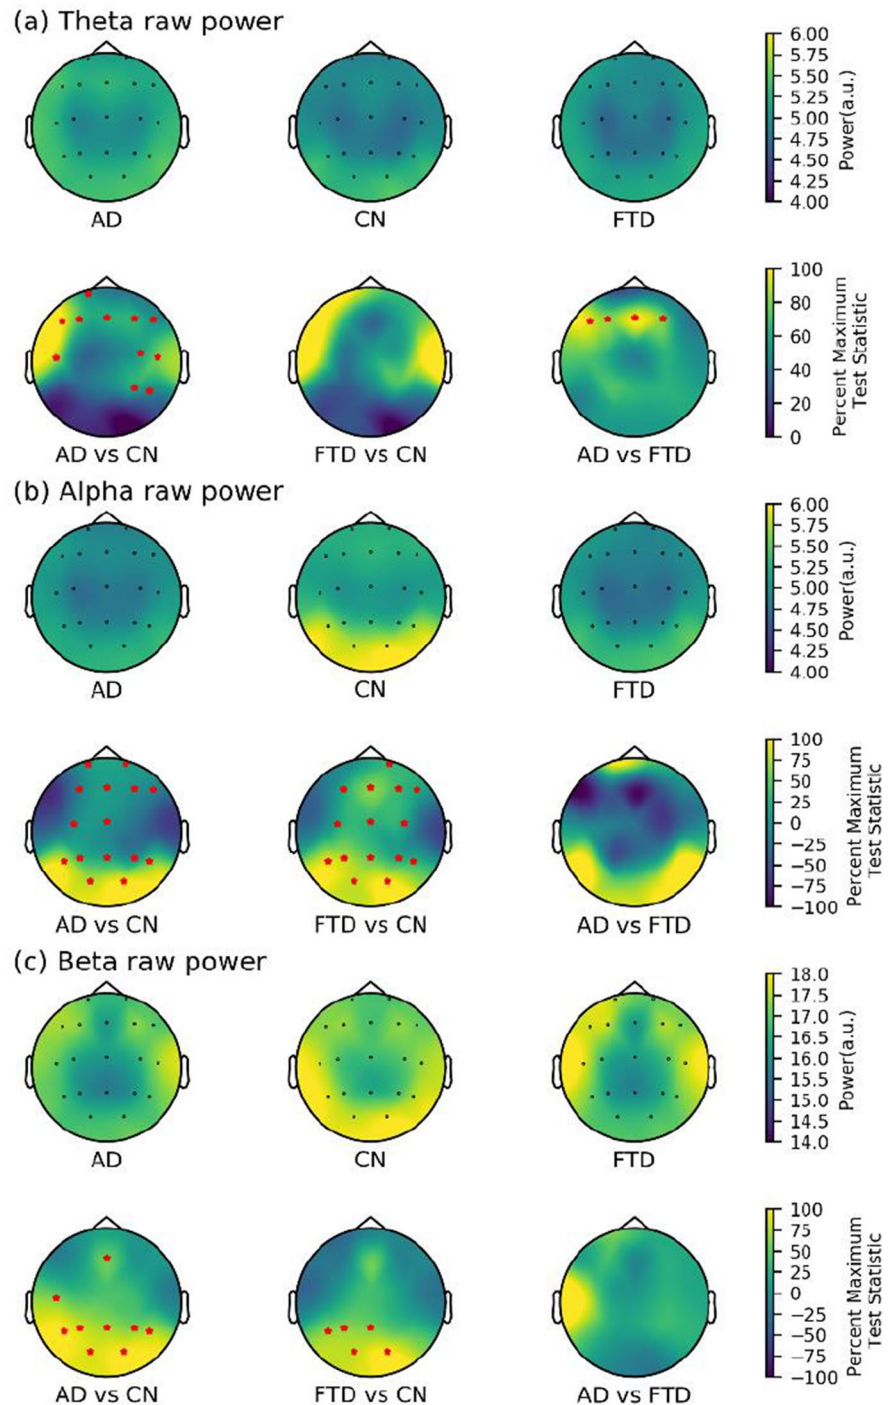 (a) Theta raw power
6.00
5.75
5.50
5.25
5.00
4.75
4.50
4.25
4.00
Power(a.u.)
AD CN FTD
100
80
60
40
20
0
Percent Maximum
Test Statistic
AD vs CN FTD vs CN AD vs FTD
(b) Alpha raw power
6.00
5.75
5.50
5.25
5.00
4.75
4.50
4.25
4.00
Power(a.u.)
AD CN FTD
100
75
50
25
0
−25
−50
−75
−100
Percent Maximum
Test Statistic
AD vs CN FTD vs CN AD vs FTD
(c) Beta raw power
18.0
17.5
17.0
16.5
16.0
15.5
15.0
14.5
14.0
Power(a.u.)
AD CN FTD
100
75
50
25
0
−25
−50
−75
−100
Percent Maximum
Test Statistic
AD vs CN FTD vs CN AD vs FTD